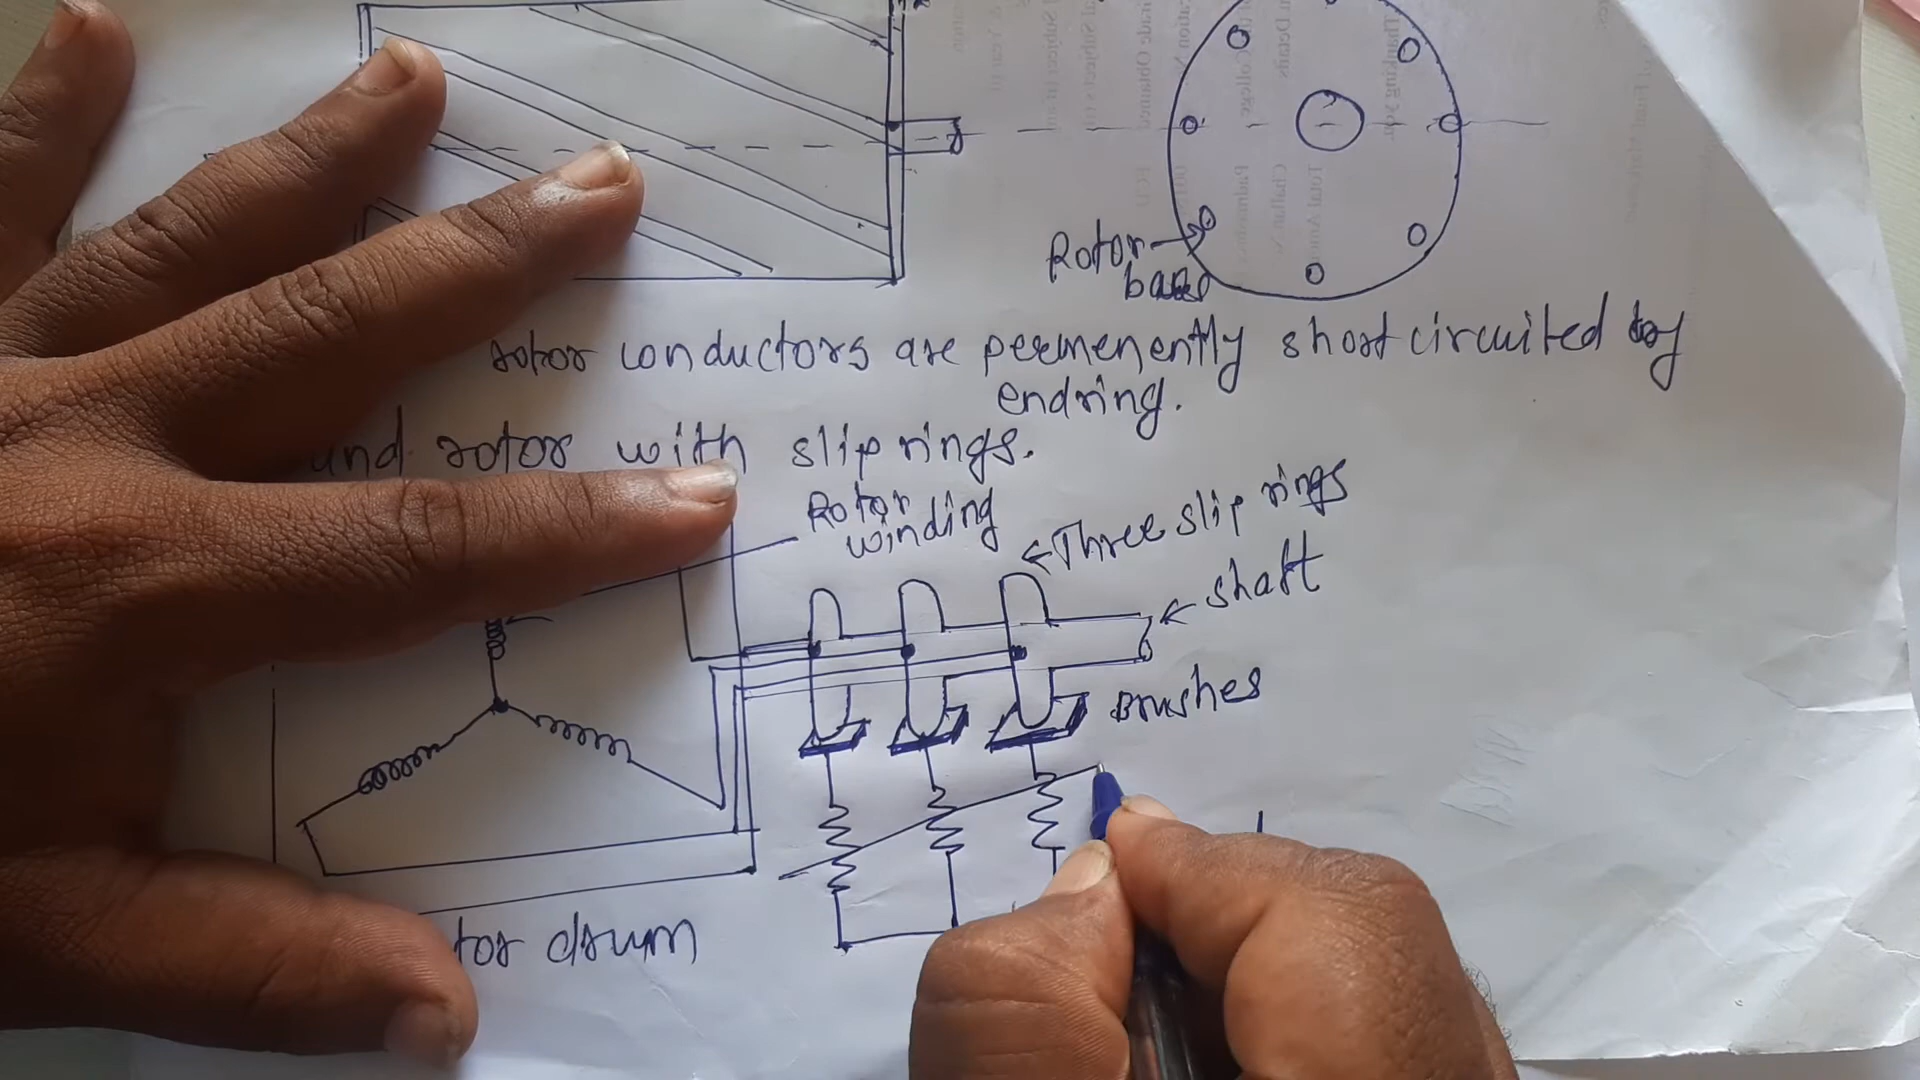 Rotor
bars
rotor conductors are permenently short circuited by
endring.
und rotor with slip rings.
Rotor
winding
Three slip rings
shaft
Brushes
tor drum